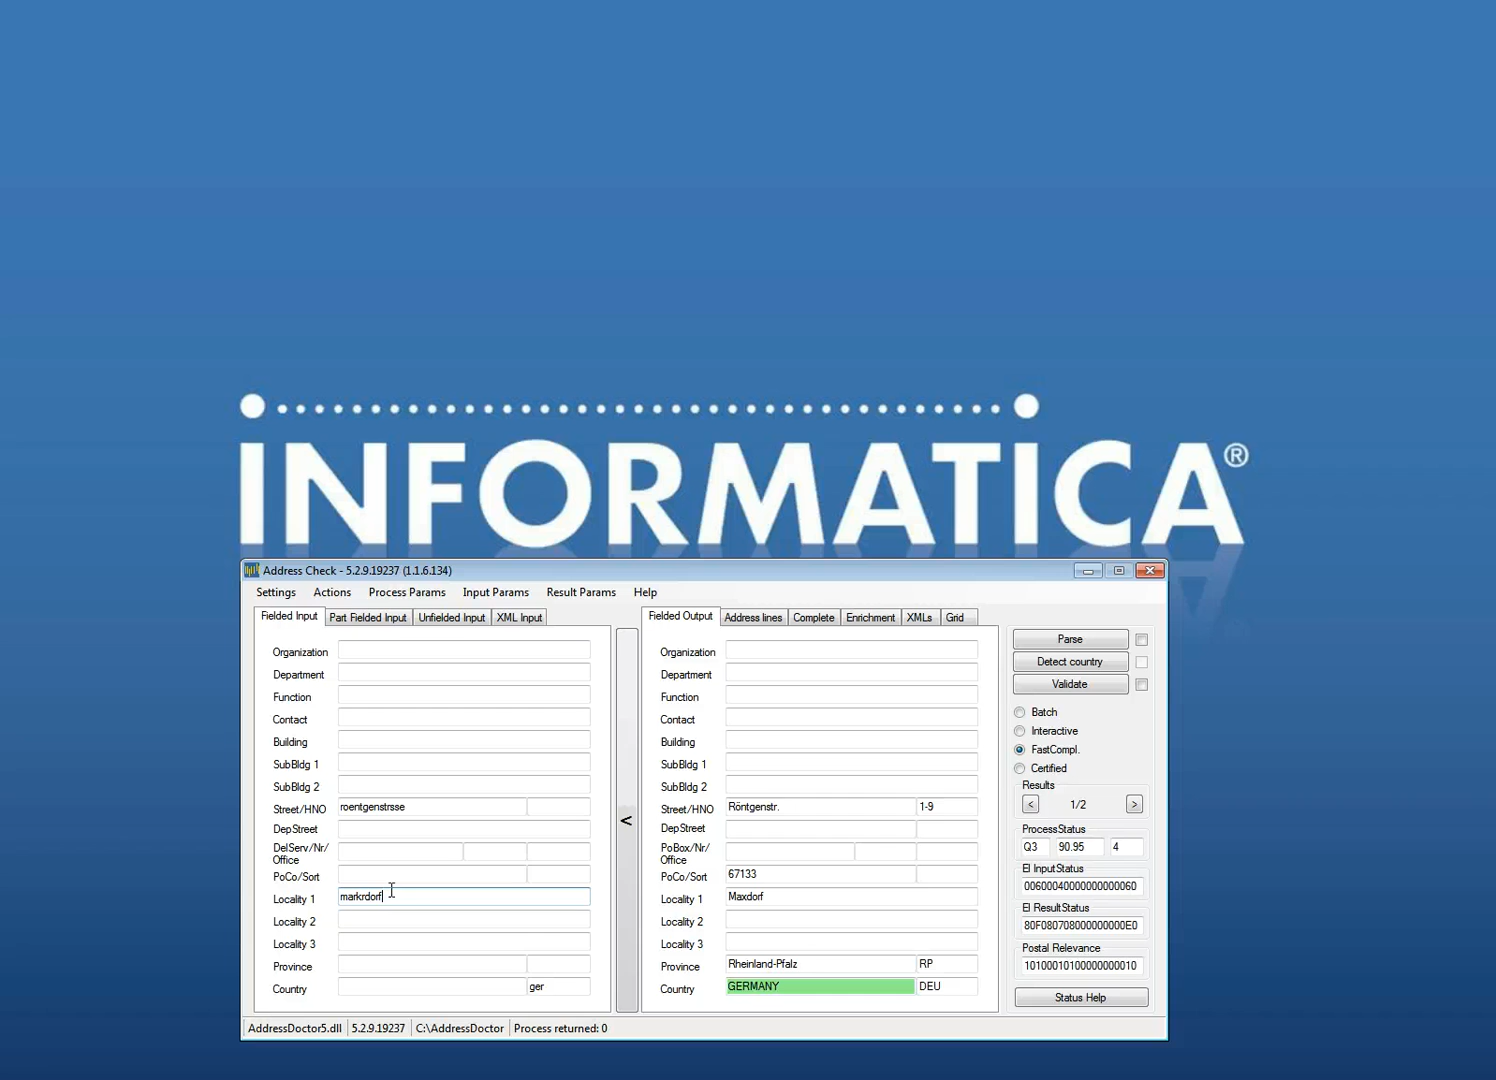 INFORMATICA®
Address Check - 5.2.9.19237 (1.1.6.134)
Settings Actions Process Params Input Params Result Params Help
Fielded Input Part Fielded Input Unfielded Input XML Input
Fielded Output Address lines Complete Enrichment XMLs Grid
Organization
Department
Function
Contact
Building
SubBldg 1
SubBldg 2
Street/HNO roentgenstrsse
DepStreet
DelServ/Nr/
Office
PoCo/Sort
Locality 1 markrdorf
Locality 2
Locality 3
Province
Country ger
<
Organization
Department
Function
Contact
Building
SubBldg 1
SubBldg 2
Street/HNO Röntgenstr. 1-9
DepStreet
PoBox/Nr/
Office
PoCo/Sort 67133
Locality 1 Maxdorf
Locality 2
Locality 3
Province Rheinland-Pfalz RP
Country GERMANY DEU
Parse
Detect country
Validate
Batch
Interactive
FastCompl.
Certified
Results
< 1/2 >
ProcessStatus
Q3 90.95 4
El InputStatus
00600040000000000060
El ResultStatus
80F080708000000000E0
Postal Relevance
10100010100000000010
Status Help
AddressDoctor5.dll 5.2.9.19237 C:\AddressDoctor Process returned: 0